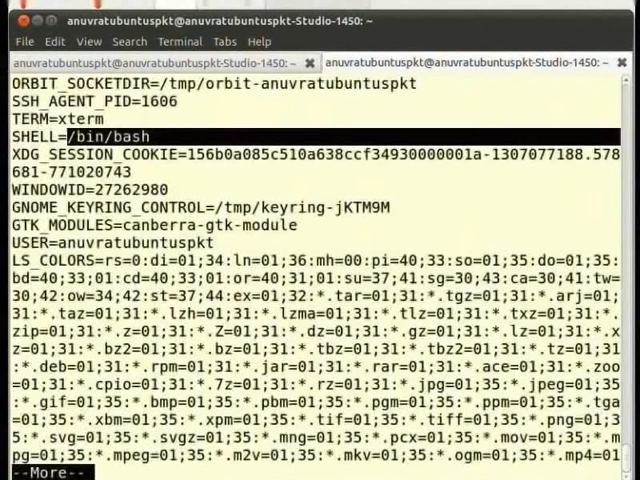 anuvratubuntuspkt@anuvratubuntuspkt-Studio-1450: ~
File Edit View Search Terminal Tabs Help
anuvratubuntuspkt@anuvratubuntuspkt-Studio-1450: ~ anuvratubuntuspkt@anuvratubuntuspkt-Studio-1450: ~
ORBIT_SOCKETDIR=/tmp/orbit-anuvratubuntuspkt
SSH_AGENT_PID=1606
TERM=xterm
SHELL=/bin/bash
XDG_SESSION_COOKIE=156b0a085c510a638ccf34930000001a-1307077188.578
681-771020743
WINDOWID=27262980
GNOME_KEYRING_CONTROL=/tmp/keyring-jKTM9M
GTK_MODULES=canberra-gtk-module
USER=anuvratubuntuspkt
LS_COLORS=rs=0:di=01;34:ln=01;36:mh=00:pi=40;33:so=01;35:do=01;35:
bd=40;33;01:cd=40;33;01:or=40;31;01:su=37;41:sg=30;43:ca=30;41:tw=
30;42:ow=34;42:st=37;44:ex=01;32:*.tar=01;31:*.tgz=01;31:*.arj=01;
31:*.taz=01;31:*.lzh=01;31:*.lzma=01;31:*.tlz=01;31:*.txz=01;31:*.
zip=01;31:*.z=01;31:*.Z=01;31:*.dz=01;31:*.gz=01;31:*.lz=01;31:*.x
z=01;31:*.bz2=01;31:*.bz=01;31:*.tbz=01;31:*.tbz2=01;31:*.tz=01;31
:*.deb=01;31:*.rpm=01;31:*.jar=01;31:*.rar=01;31:*.ace=01;31:*.zoo
=01;31:*.cpio=01;31:*.7z=01;31:*.rz=01;31:*.jpg=01;35:*.jpeg=01;35
:*.gif=01;35:*.bmp=01;35:*.pbm=01;35:*.pgm=01;35:*.ppm=01;35:*.tga
=01;35:*.xbm=01;35:*.xpm=01;35:*.tif=01;35:*.tiff=01;35:*.png=01;3
5:*.svg=01;35:*.svgz=01;35:*.mng=01;35:*.pcx=01;35:*.mov=01;35:*.m
pg=01;35:*.mpeg=01;35:*.m2v=01;35:*.mkv=01;35:*.ogm=01;35:*.mp4=01
--More--